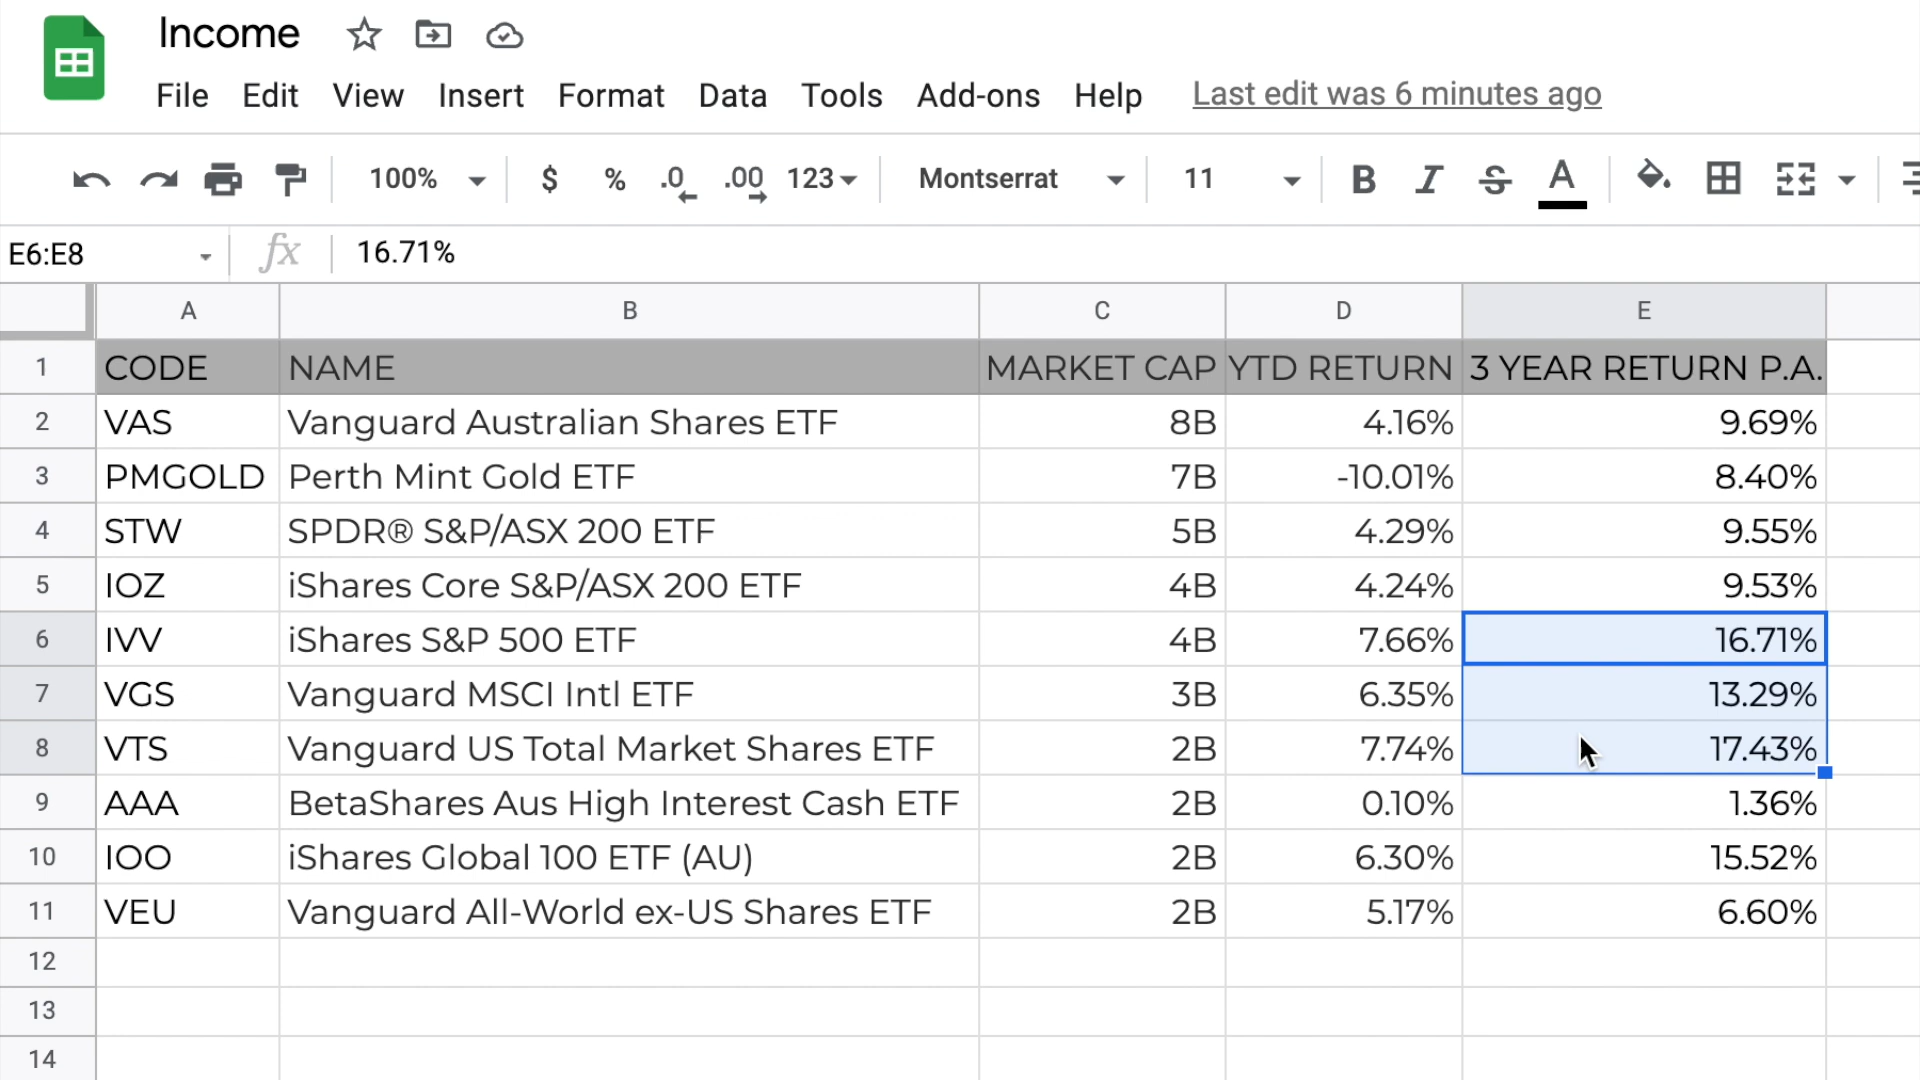 Income
File Edit View Insert Format Data Tools Add-ons Help Last edit was 6 minutes ago
100% $ % .0 .00 123 Montserrat 11 B I S A
E6:E8 fx 16.71%
A B C D E
1 CODE NAME MARKET CAP YTD RETURN 3 YEAR RETURN P.A.
2 VAS Vanguard Australian Shares ETF 8B 4.16% 9.69%
3 PMGOLD Perth Mint Gold ETF 7B -10.01% 8.40%
4 STW SPDR® S&P/ASX 200 ETF 5B 4.29% 9.55%
5 IOZ iShares Core S&P/ASX 200 ETF 4B 4.24% 9.53%
6 IVV iShares S&P 500 ETF 4B 7.66% 16.71%
7 VGS Vanguard MSCI Intl ETF 3B 6.35% 13.29%
8 VTS Vanguard US Total Market Shares ETF 2B 7.74% 17.43%
9 AAA BetaShares Aus High Interest Cash ETF 2B 0.10% 1.36%
10 IOO iShares Global 100 ETF (AU) 2B 6.30% 15.52%
11 VEU Vanguard All-World ex-US Shares ETF 2B 5.17% 6.60%
12
13
14